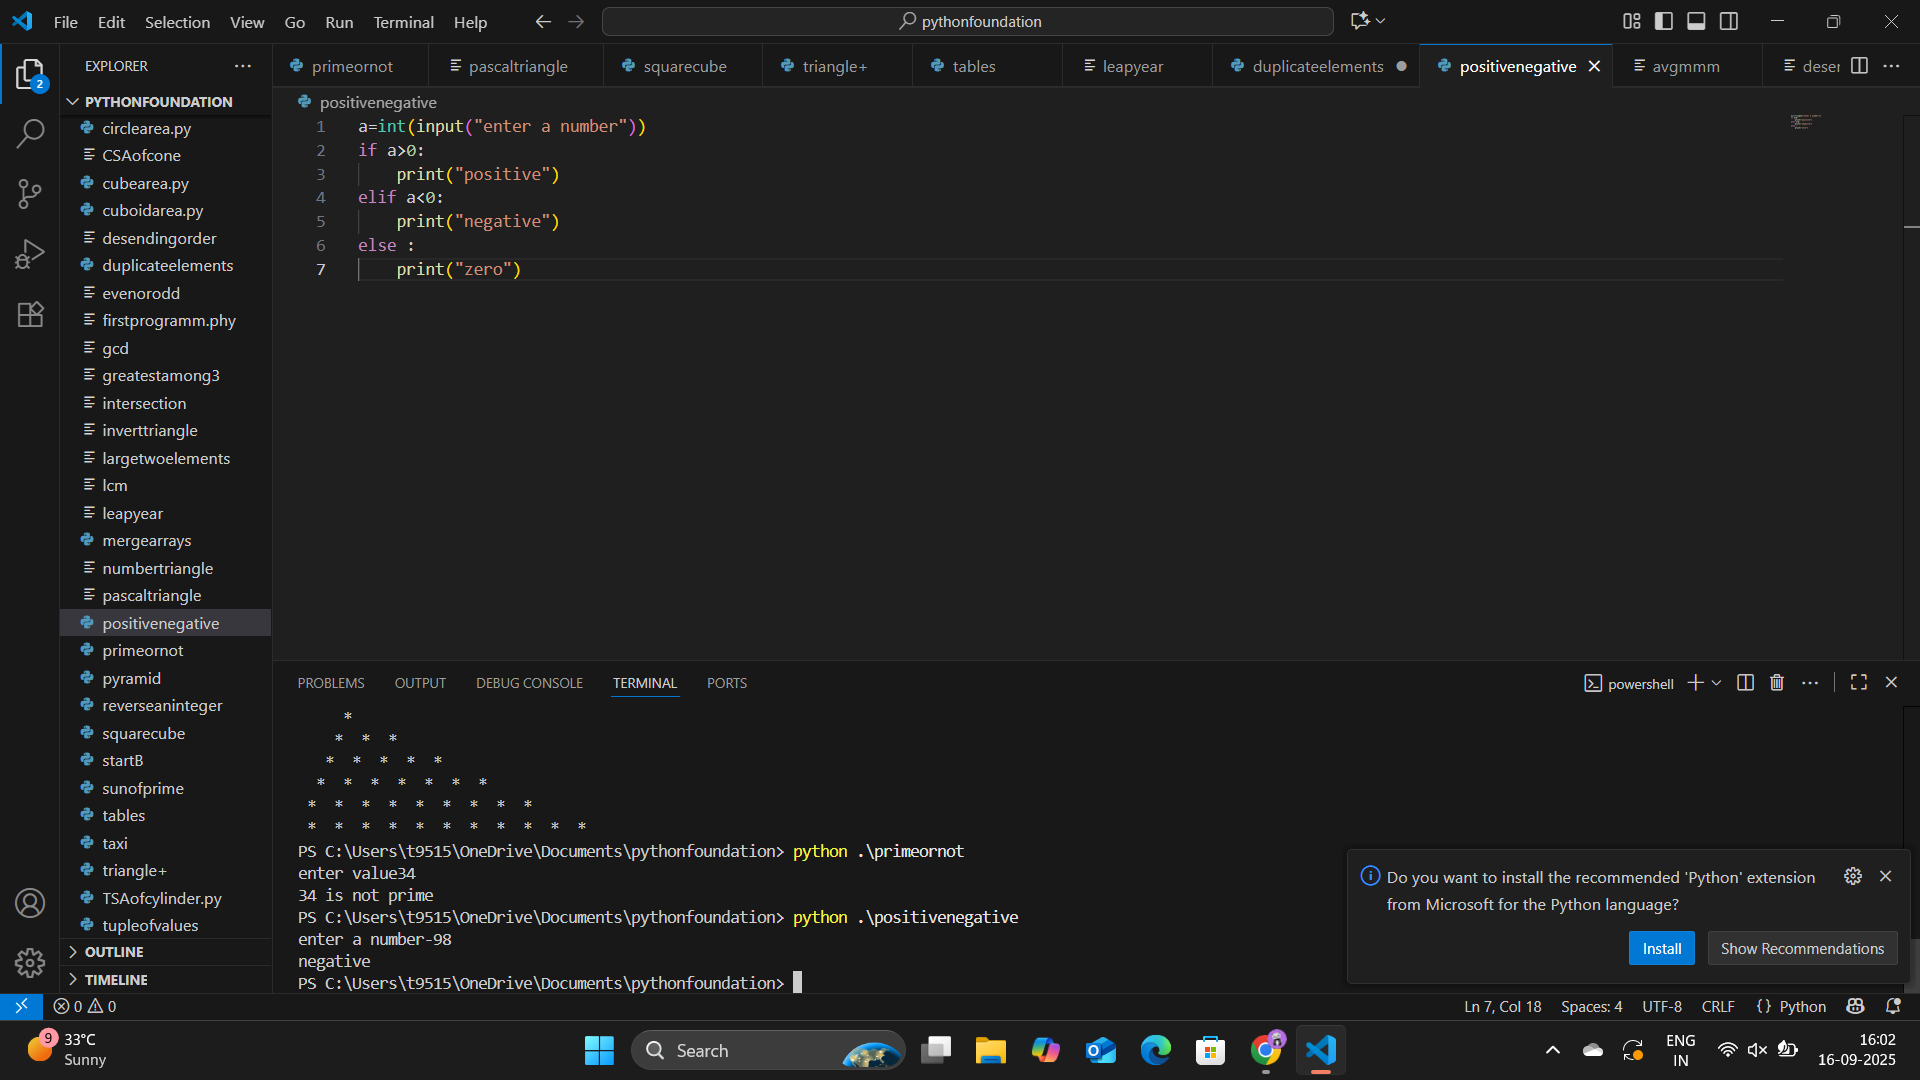 File Edit Selection View Go Run Terminal Help
pythonfoundation
EXPLORER
primeornot
pascaltriangle
squarecube
triangle+
tables
leapyear
duplicateelements
positivenegative
avgmmm
deser
2
PYTHONFOUNDATION
circlearea.py
CSAofcone
cubearea.py
cuboidarea.py
desendingorder
duplicateelements
evenorodd
firstprogramm.phy
gcd
greatestamong3
intersection
inverttriangle
largetwoelements
lcm
leapyear
mergearrays
numbertriangle
pascaltriangle
positivenegative
primeornot
pyramid
reverseaninteger
squarecube
startB
sunofprime
tables
taxi
triangle+
TSAofcylinder.py
tupleofvalues
OUTLINE
TIMELINE
positivenegative
1 a=int(input("enter a number"))
2 if a>0:
3     print("positive")
4 elif a<0:
5     print("negative")
6 else :
7     print("zero")
PROBLEMS OUTPUT DEBUG CONSOLE TERMINAL PORTS
powershell
*
* * *
* * * * *
* * * * * * *
* * * * * * * * *
* * * * * * * * * * *
PS C:\Users\t9515\OneDrive\Documents\pythonfoundation> python .\primeornot
enter value34
34 is not prime
PS C:\Users\t9515\OneDrive\Documents\pythonfoundation> python .\positivenegative
enter a number-98
negative
PS C:\Users\t9515\OneDrive\Documents\pythonfoundation>
Do you want to install the recommended 'Python' extension
from Microsoft for the Python language?
Install
Show Recommendations
0 0
Ln 7, Col 18 Spaces: 4 UTF-8 CRLF {} Python
9
33°C
Sunny
Search
ENG
IN
16:02
16-09-2025